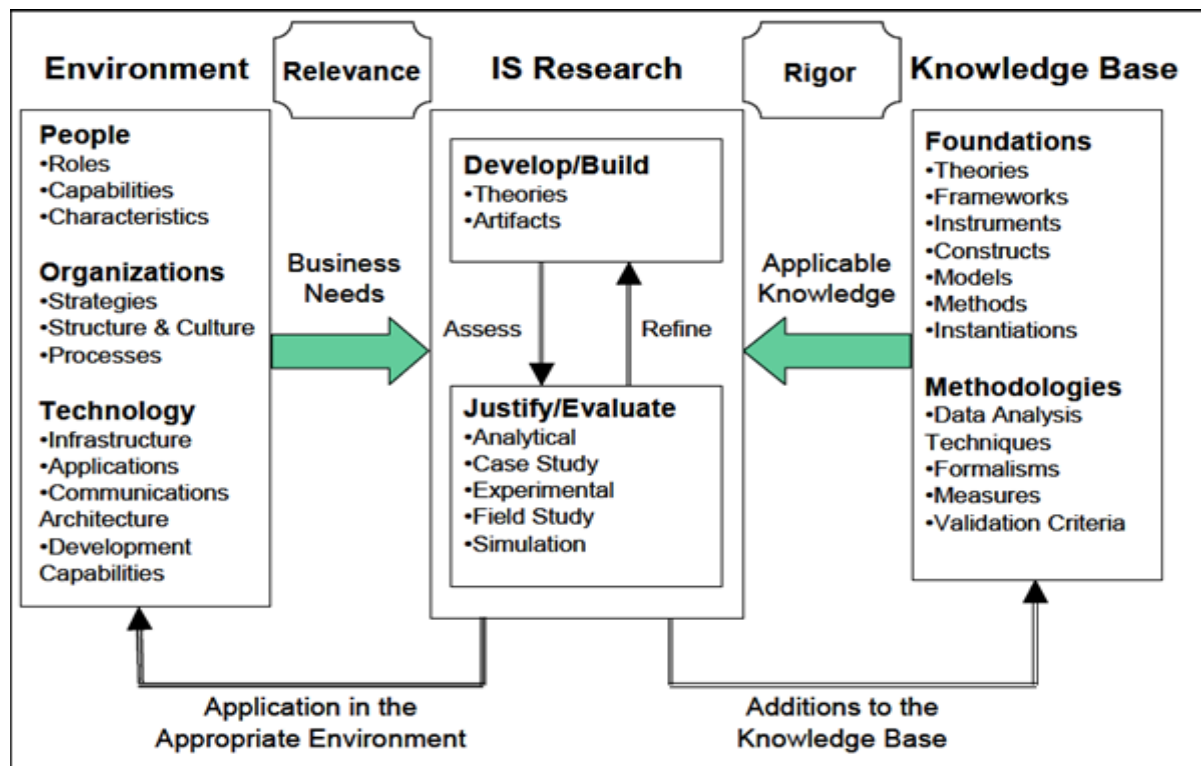 Environment
Relevance
IS Research
Rigor
Knowledge Base
People
•Roles
•Capabilities
•Characteristics
Organizations
•Strategies
•Structure & Culture
•Processes
Technology
•Infrastructure
•Applications
•Communications
Architecture
•Development
Capabilities
Business
Needs
Develop/Build
•Theories
•Artifacts
Assess
Refine
Justify/Evaluate
•Analytical
•Case Study
•Experimental
•Field Study
•Simulation
Applicable
Knowledge
Foundations
•Theories
•Frameworks
•Instruments
•Constructs
•Models
•Methods
•Instantiations
Methodologies
•Data Analysis
Techniques
•Formalisms
•Measures
•Validation Criteria
Application in the
Appropriate Environment
Additions to the
Knowledge Base